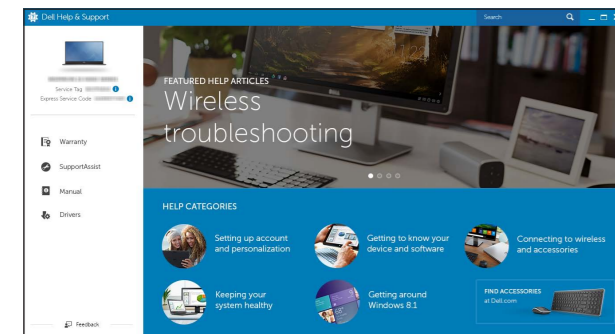 Dell Help & Support
Search
Service Tag
Express Service Code
Warranty
SupportAssist
Manual
Drivers
Feedback
FEATURED HELP ARTICLES
Wireless
troubleshooting
HELP CATEGORIES
Setting up account
and personalization
Getting to know your
device and software
Connecting to wireless
and accessories
Keeping your
system healthy
Getting around
Windows 8.1
FIND ACCESSORIES
at Dell.com